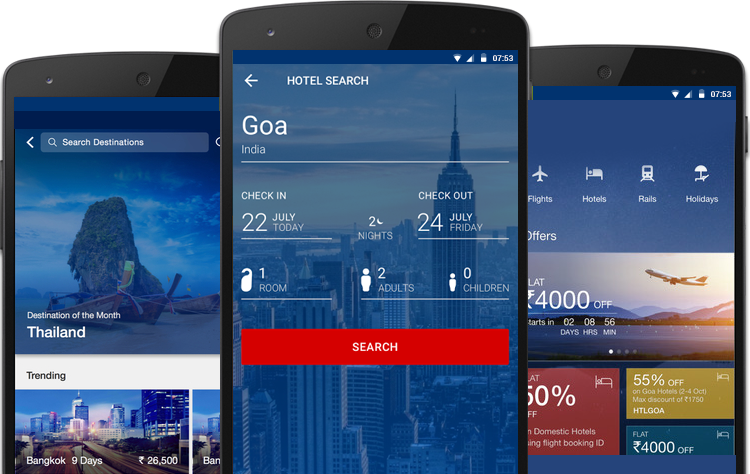 Search Destinations
Destination of the Month
Thailand
Trending
Bangkok 9 Days ₹ 26,500
Ban
07:53
HOTEL SEARCH
Goa
India
CHECK IN
CHECK OUT
22 JULY TODAY
2 NIGHTS
24 JULY FRIDAY
1 ROOM
2 ADULTS
0 CHILDREN
SEARCH
07:53
Flights
Hotels
Rails
Holidays
Offers
FLAT
₹4000 OFF
Starts in 02 08 56
DAYS HRS MIN
LAT
50%
OFF
n Domestic Hotels
sing flight booking ID
55% OFF
on Goa Hotels (2-4 Oct)
Max discount of ₹1750
HTLGOA
FLAT
₹4000 OFF